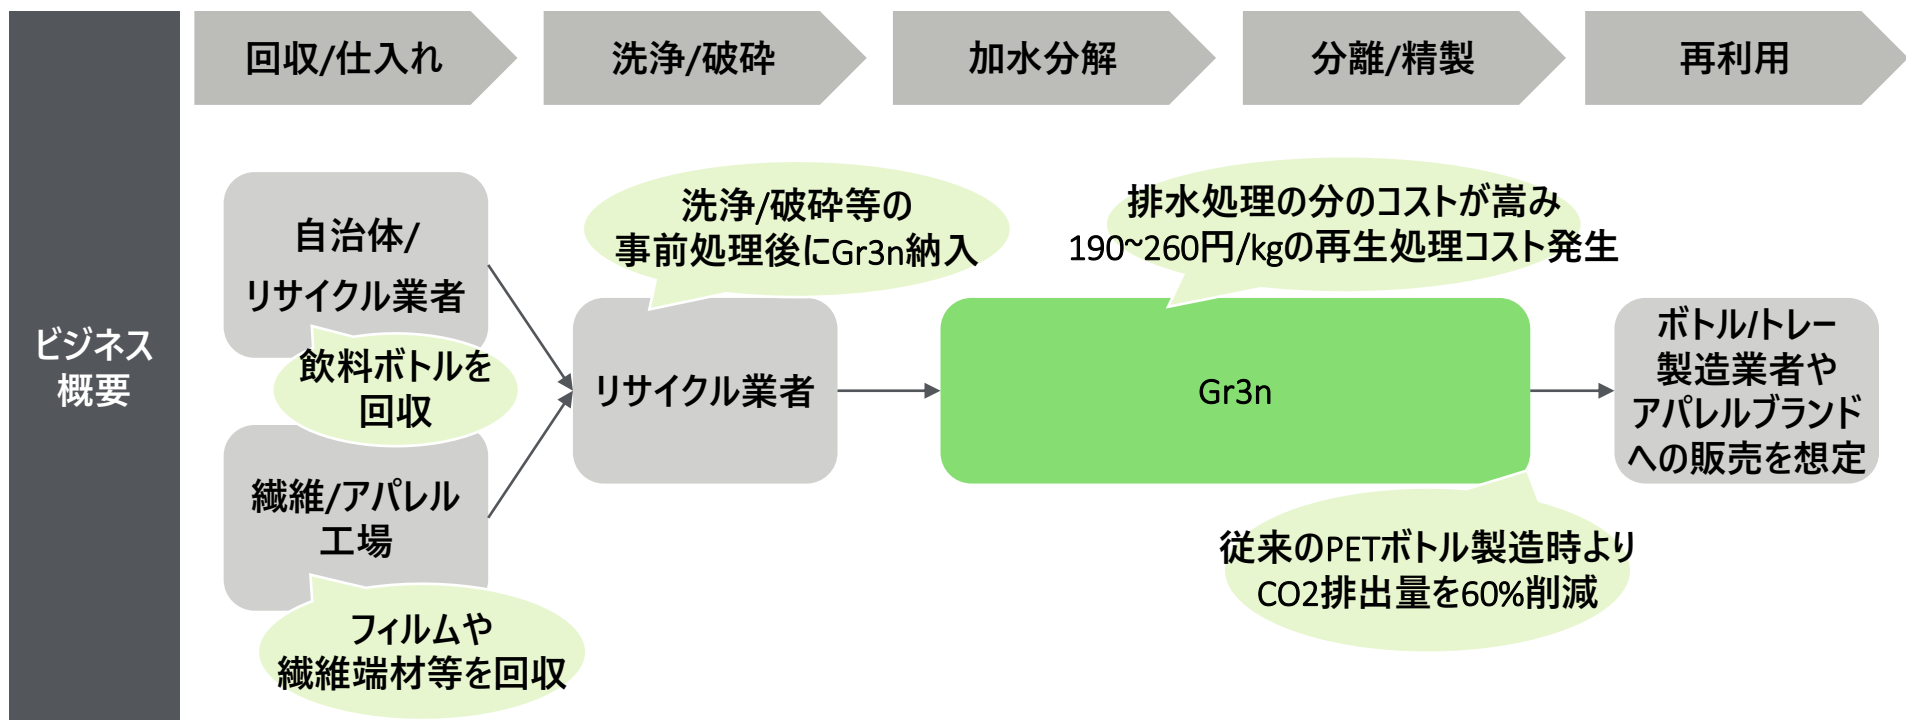 回収/仕入れ
洗浄/破砕
加水分解
分離/精製
再利用
ビジネス
概要
自治体/
リサイクル業者
飲料ボトルを
回収
繊維/アパレル
工場
フィルムや
繊維端材等を回収
洗浄/破砕等の
事前処理後にGr3n納入
リサイクル業者
排水処理の分のコストが嵩み
190~260円/kgの再生処理コスト発生
Gr3n
従来のPETボトル製造時より
CO2排出量を60%削減
ボトル/トレー
製造業者や
アパレルブランド
への販売を想定